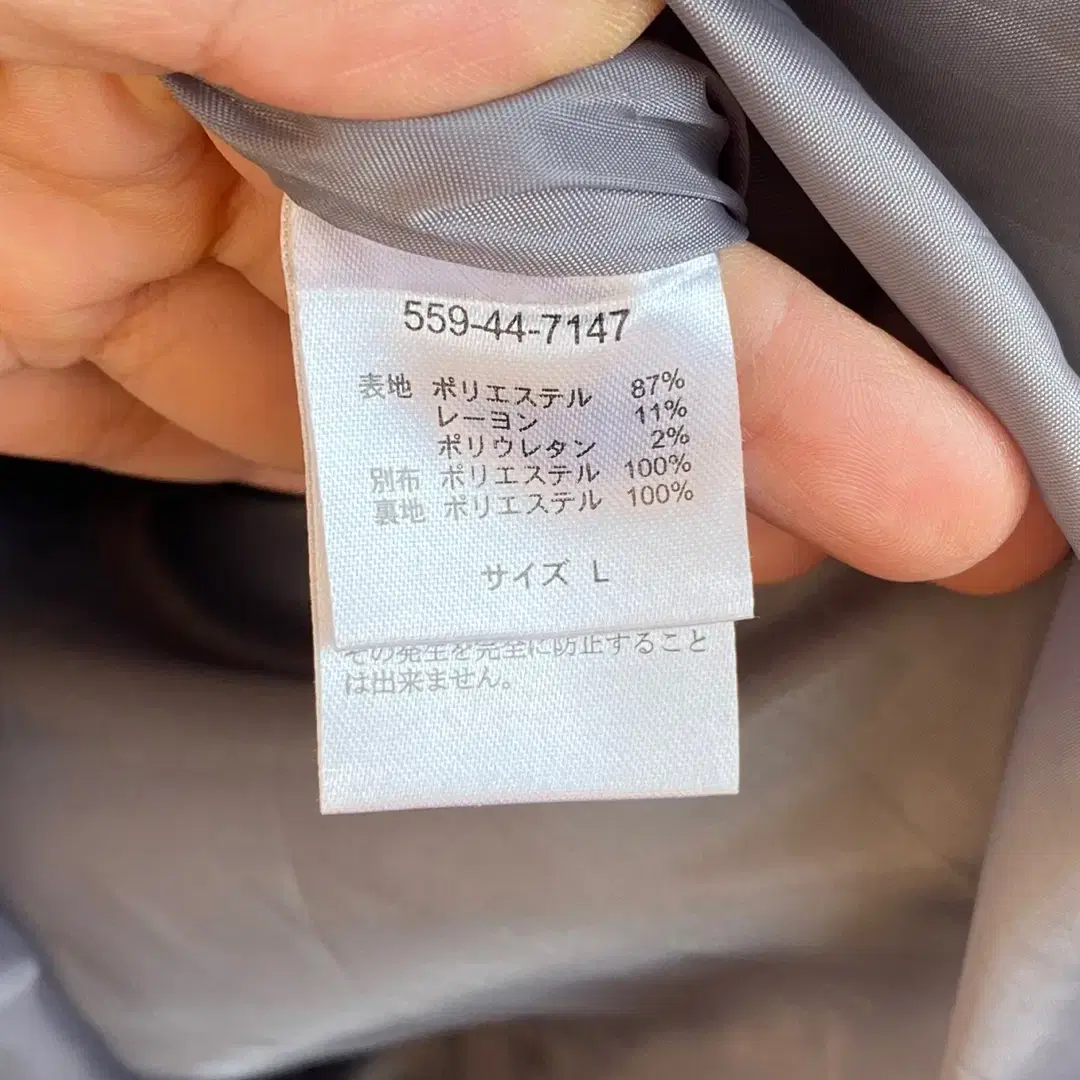 559-44-7147
表地 ポリエステル 87%
レーヨン 11%
ポリウレタン 2%
別布 ポリエステル 100%
裏地 ポリエステル 100%
サイズ L
その発生を完全に防止すること
は出来ません。